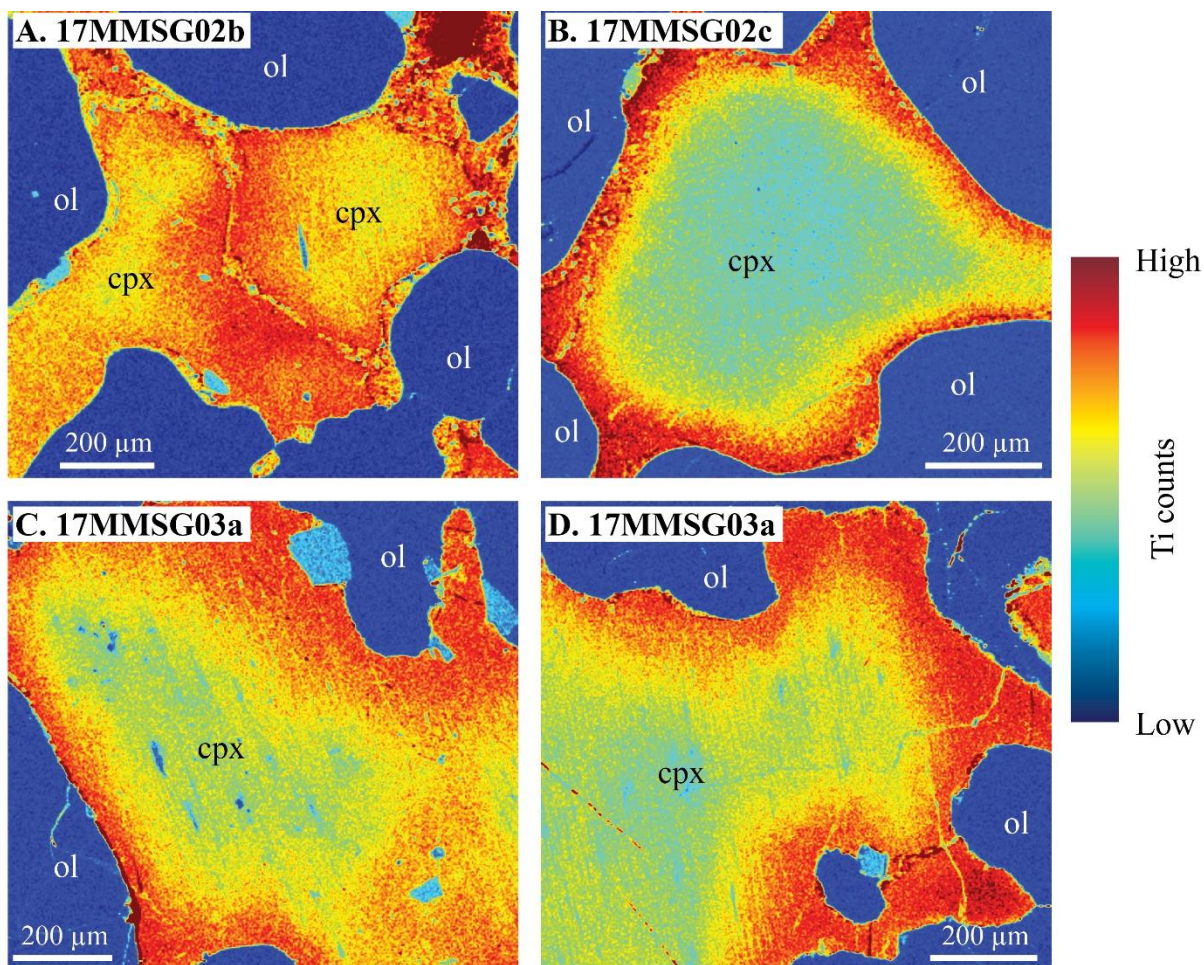 A. 17MMSG02b
ol
ol
cpx
cpx
ol
200 µm
B. 17MMSG02c
ol
ol
cpx
ol
ol
200 µm
High
Ti counts
Low
C. 17MMSG03a
ol
cpx
ol
200 µm
D. 17MMSG03a
ol
cpx
ol
200 µm